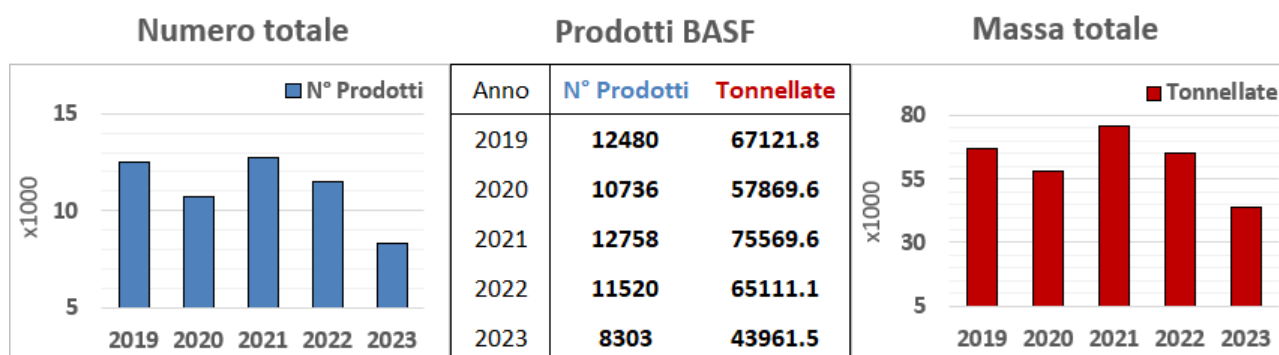 Numero totale
Prodotti BASF
Massa totale
N° Prodotti
15
10
5
x1000
2019 2020 2021 2022 2023
Anno N° Prodotti Tonnellate
2019 12480 67121.8
2020 10736 57869.6
2021 12758 75569.6
2022 11520 65111.1
2023 8303 43961.5
Tonnellate
80
55
30
5
x1000
2019 2020 2021 2022 2023